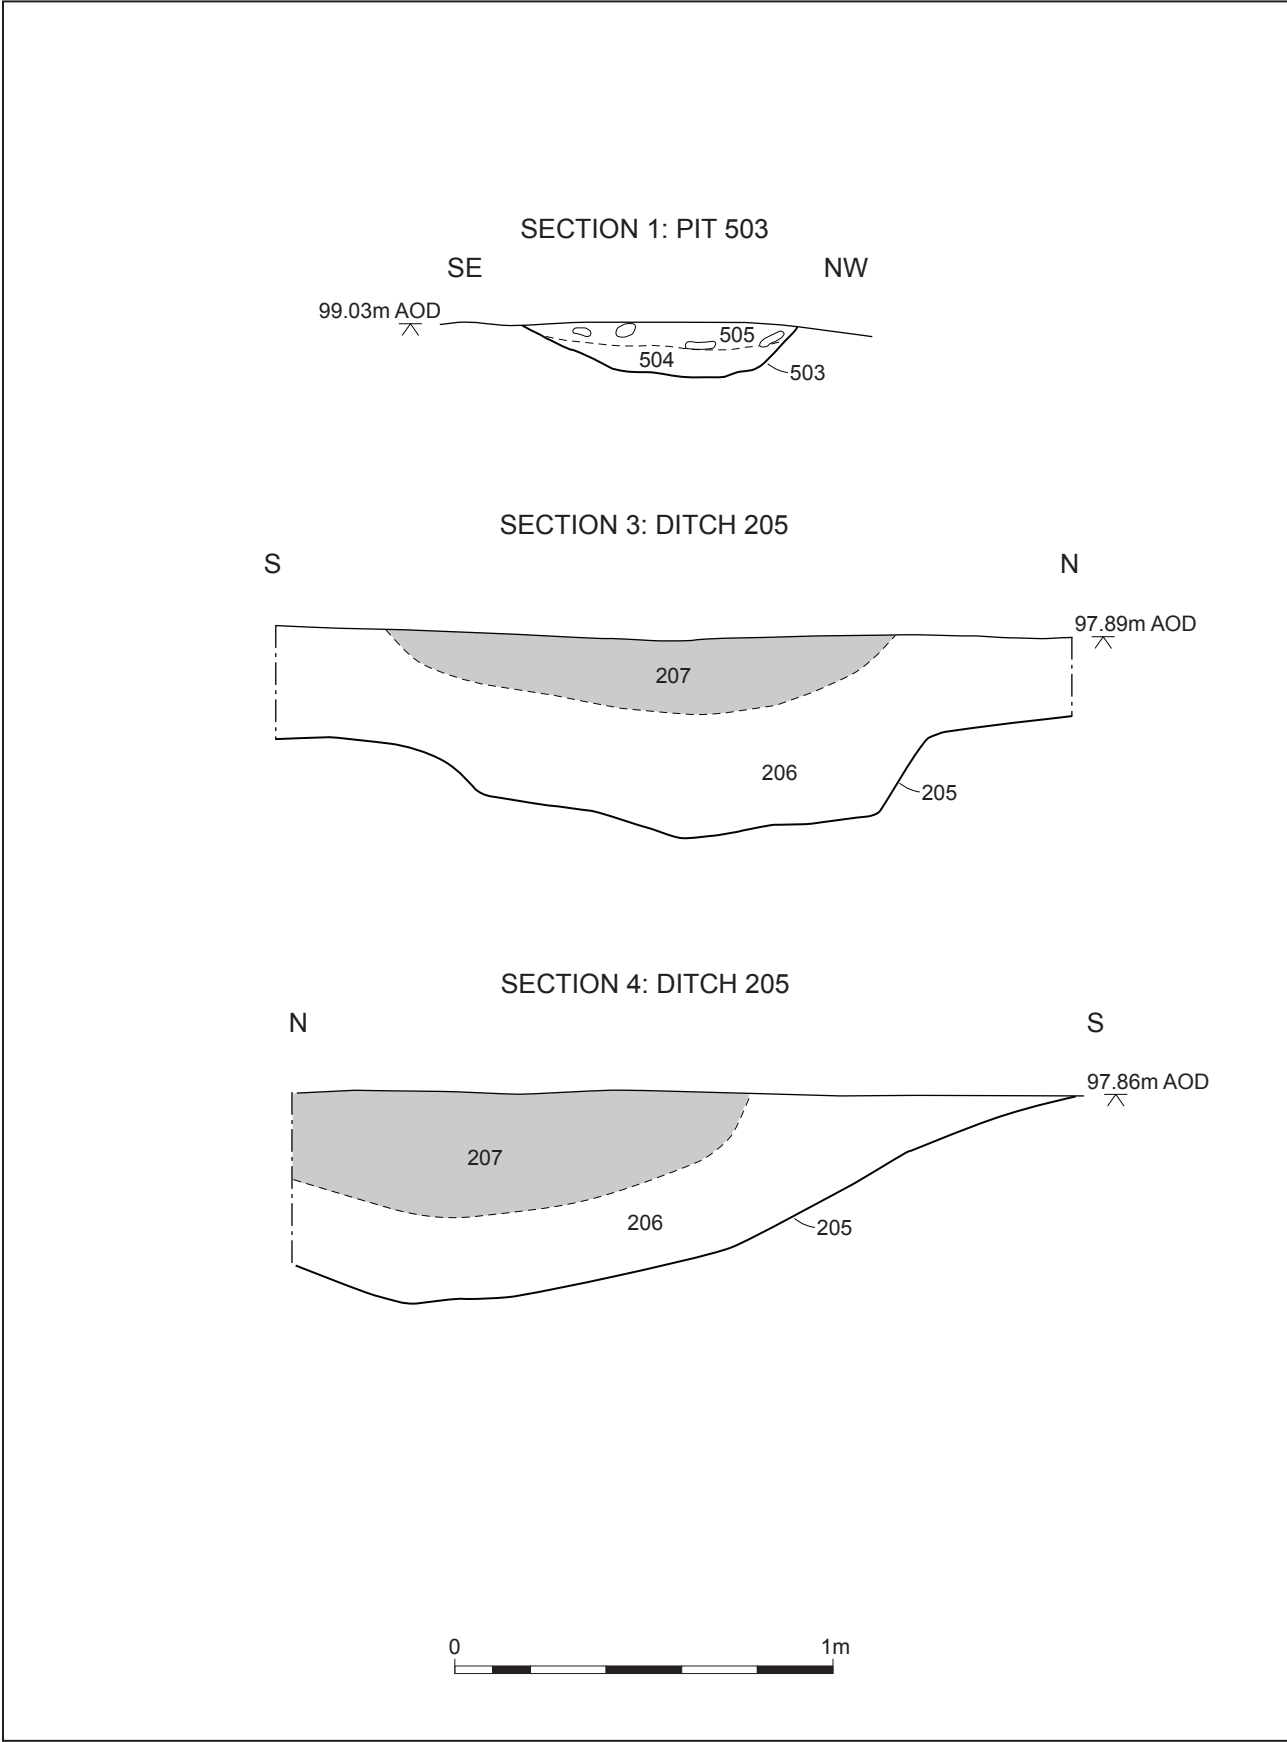 SECTION 1: PIT 503
SE NW
99.03m AOD
505
504
503
SECTION 3: DITCH 205
S N
97.89m AOD
207
206
205
SECTION 4: DITCH 205
N S
97.86m AOD
207
206
205
0 1m